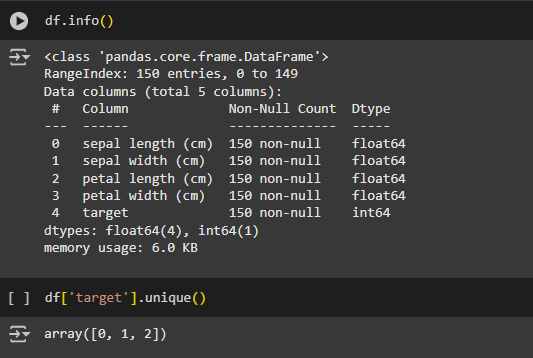 df.info()
<class 'pandas.core.frame.DataFrame'>
RangeIndex: 150 entries, 0 to 149
Data columns (total 5 columns):
 #   Column             Non-Null Count  Dtype
---  ------             --------------  -----
 0   sepal length (cm)  150 non-null    float64
 1   sepal width (cm)   150 non-null    float64
 2   petal length (cm)  150 non-null    float64
 3   petal width (cm)   150 non-null    float64
 4   target             150 non-null    int64
dtypes: float64(4), int64(1)
memory usage: 6.0 KB
[ ] df['target'].unique()
array([0, 1, 2])